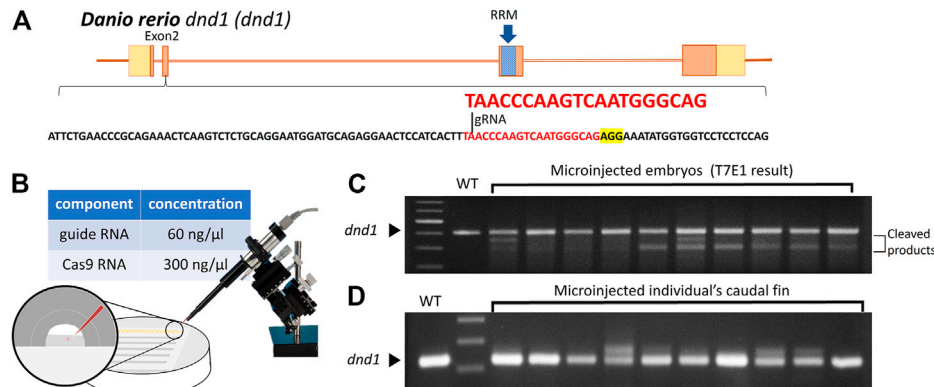 A
Danio rerio dnd1 (dnd1)
Exon2
RRM
TAACCCAAGTCAATGGGCAG
gRNA
ATTCTGAACCCGCAGAAACTCAAGTCTCTGCAGGAATGGATGCAGAGGAACTCCATCACTTTAACCCAAGTCAATGGGCAGAGGAAATATGGTGGTCCTCCTCCAG
B
component concentration
guide RNA 60 ng/µl
Cas9 RNA 300 ng/µl
C
WT
Microinjected embryos (T7E1 result)
dnd1
Cleaved
products
D
WT
Microinjected individual's caudal fin
dnd1